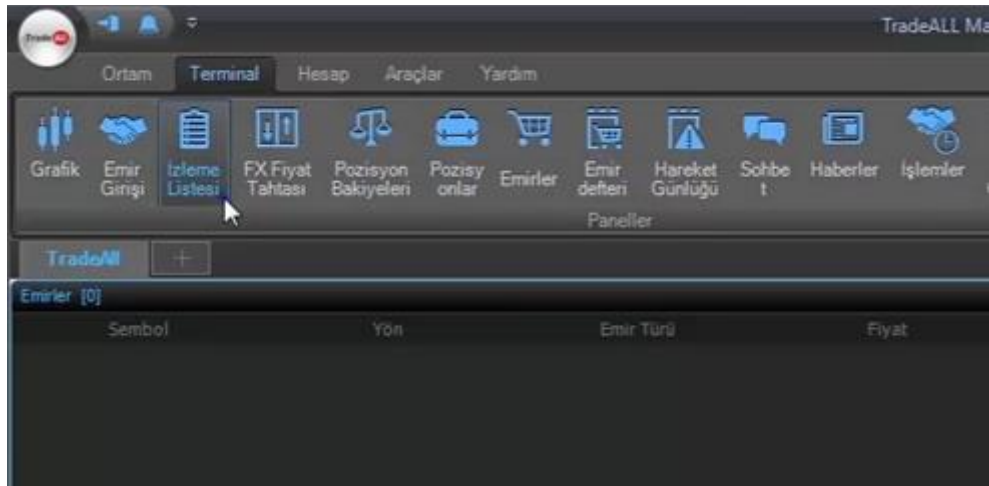 TradeALL
TradeALL Ma
Ortam Terminal Hesap Araçlar Yardım
Grafik
Emir
Girişi
İzleme
Listesi
FX Fiyat
Tahtası
Pozisyon
Bakiyeleri
Pozisy
onlar
Emirler
Emir
defteri
Hareket
Günlüğü
Sohbe
t
Haberler
İşlemler
Paneller
TradeAll +
Emirler [0]
Sembol Yön Emir Türü Fiyat